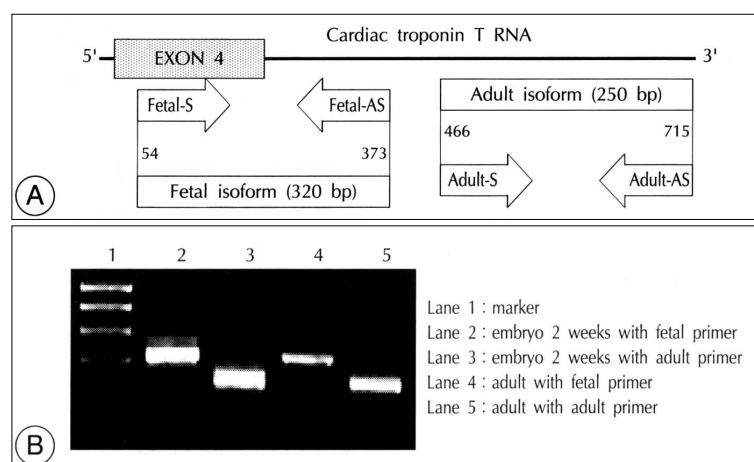 Cardiac troponin T RNA
5' EXON 4 3'
Adult isoform (250 bp)
Fetal-S Fetal-AS
466 715
54 373
Adult-S Adult-AS
Fetal isoform (320 bp)
A
1 2 3 4 5
Lane 1 : marker
Lane 2 : embryo 2 weeks with fetal primer
Lane 3 : embryo 2 weeks with adult primer
Lane 4 : adult with fetal primer
Lane 5 : adult with adult primer
B